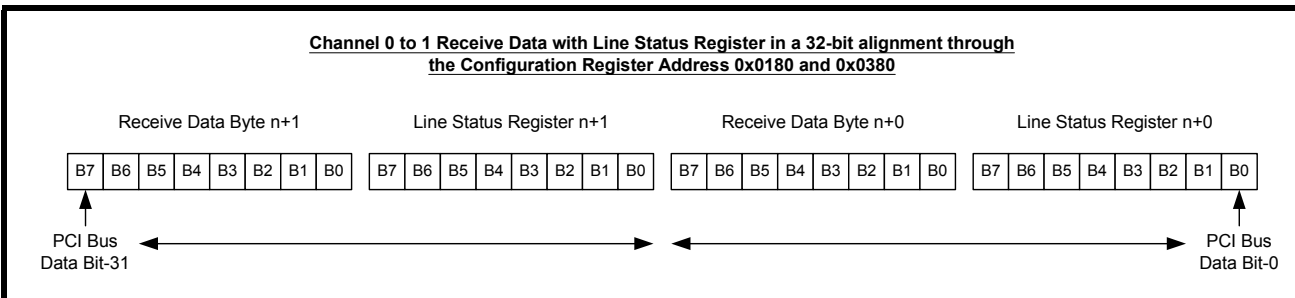 Channel 0 to 1 Receive Data with Line Status Register in a 32-bit alignment through
the Configuration Register Address 0x0180 and 0x0380
Receive Data Byte n+1 Line Status Register n+1 Receive Data Byte n+0 Line Status Register n+0
B7 B6 B5 B4 B3 B2 B1 B0 B7 B6 B5 B4 B3 B2 B1 B0 B7 B6 B5 B4 B3 B2 B1 B0 B7 B6 B5 B4 B3 B2 B1 B0
PCI Bus
Data Bit-31
PCI Bus
Data Bit-0